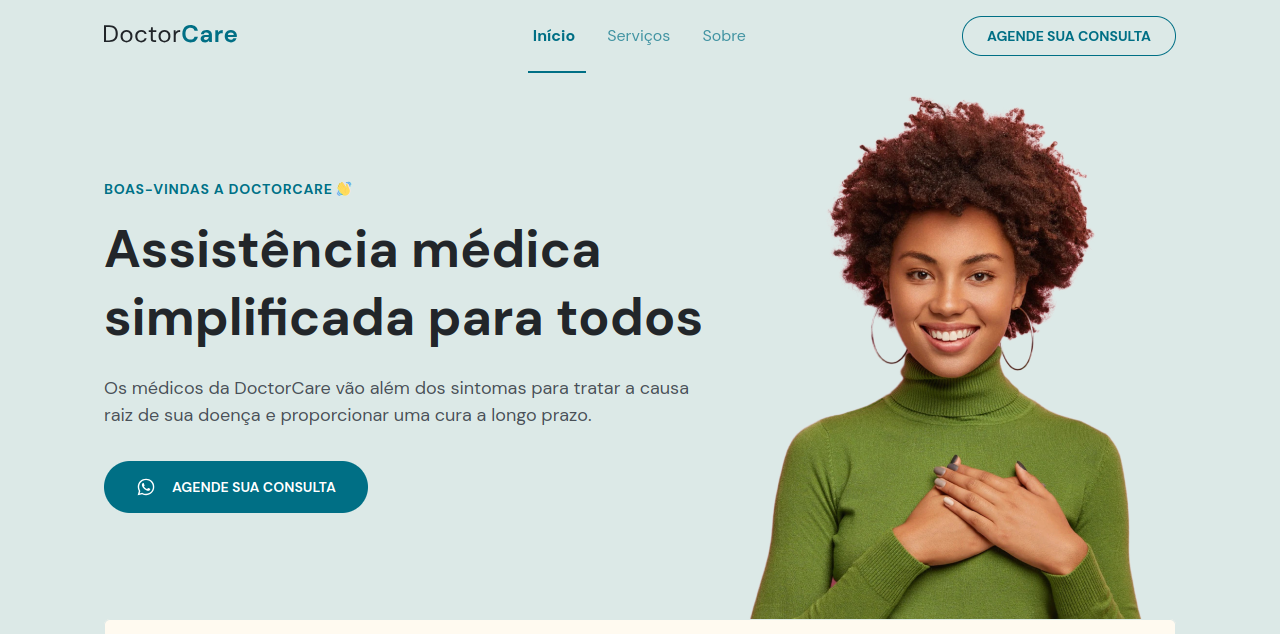 DoctorCare
Início
Serviços
Sobre
AGENDE SUA CONSULTA
BOAS-VINDAS A DOCTORCARE 👋
Assistência médica
simplificada para todos
Os médicos da DoctorCare vão além dos sintomas para tratar a causa
raiz de sua doença e proporcionar uma cura a longo prazo.
AGENDE SUA CONSULTA